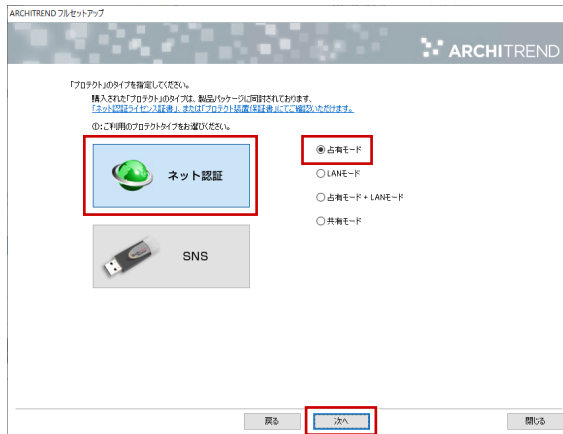 ARCHITREND フルセットアップ
ARCHITREND
「プロテクト」のタイプを指定してください。
購入された「プロテクト」のタイプは、製品パッケージに同封されております、
「ネット認証ライセンス証書」、または「プロテクト装置保証書」にてご確認いただけます。
①:ご利用のプロテクトタイプをお選びください。
ネット認証
占有モード
LANモード
占有モード + LANモード
共有モード
SNS
戻る
次へ
閉じる